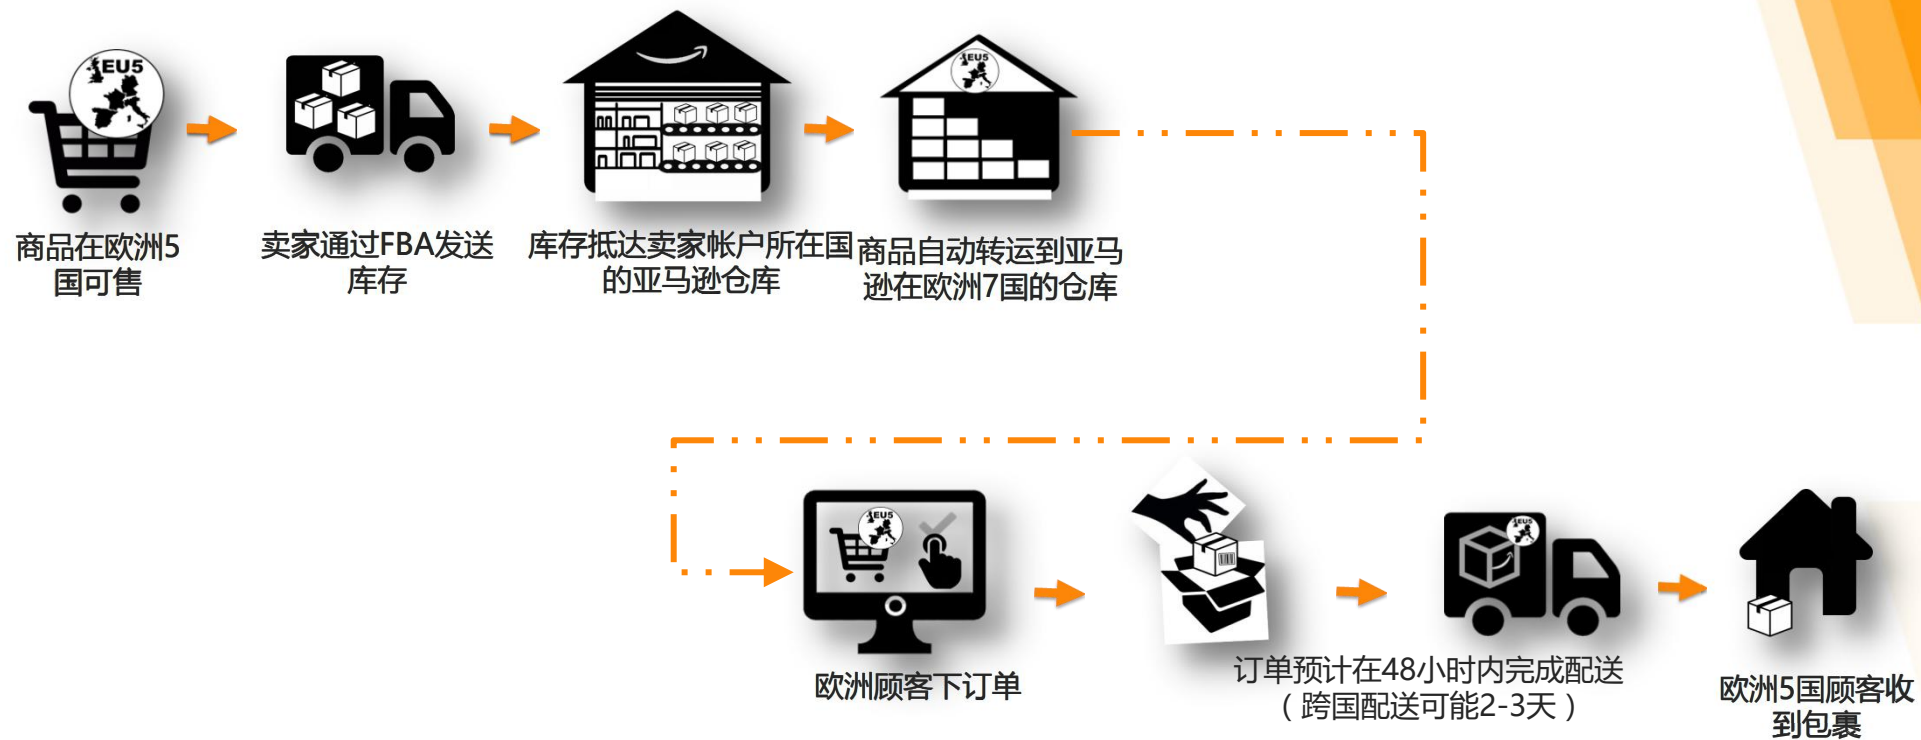 EU5
商品在欧洲5
国可售
卖家通过FBA发送
库存
库存抵达卖家帐户所在国
的亚马逊仓库
EU5
商品自动转运到亚马
逊在欧洲7国的仓库
EU5
欧洲顾客下订单
EU5
订单预计在48小时内完成配送
（跨国配送可能2-3天）
欧洲5国顾客收
到包裹